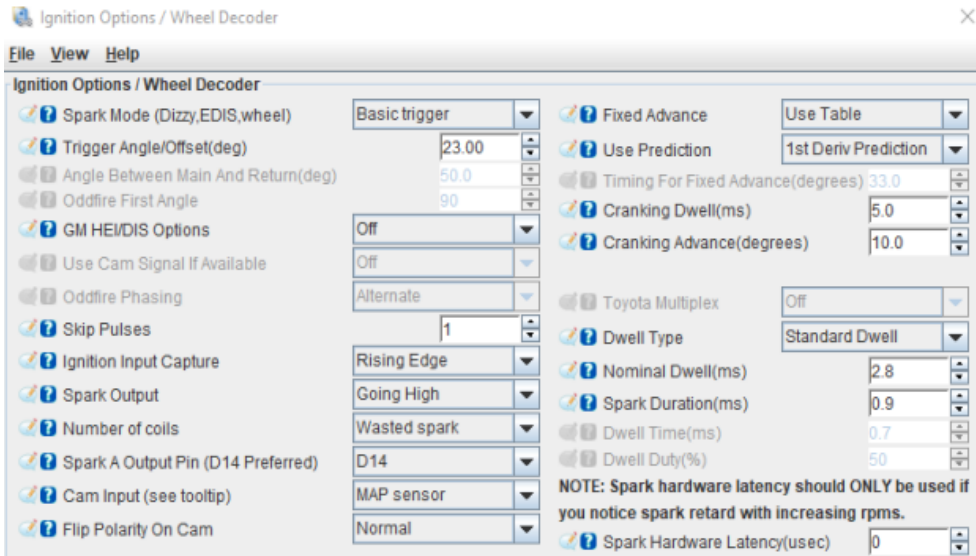 Ignition Options / Wheel Decoder
File View Help
Ignition Options / Wheel Decoder
Spark Mode (Dizzy,EDIS,wheel) Basic trigger
Trigger Angle/Offset(deg) 23.00
Angle Between Main And Return(deg) 50.0
Oddfire First Angle 90
GM HEI/DIS Options Off
Use Cam Signal If Available Off
Oddfire Phasing Alternate
Skip Pulses 1
Ignition Input Capture Rising Edge
Spark Output Going High
Number of coils Wasted spark
Spark A Output Pin (D14 Preferred) D14
Cam Input (see tooltip) MAP sensor
Flip Polarity On Cam Normal
Fixed Advance Use Table
Use Prediction 1st Deriv Prediction
Timing For Fixed Advance(degrees) 33.0
Cranking Dwell(ms) 5.0
Cranking Advance(degrees) 10.0
Toyota Multiplex Off
Dwell Type Standard Dwell
Nominal Dwell(ms) 2.8
Spark Duration(ms) 0.9
Dwell Time(ms) 0.7
Dwell Duty(%) 50
NOTE: Spark hardware latency should ONLY be used if
you notice spark retard with increasing rpms.
Spark Hardware Latency(usec) 0